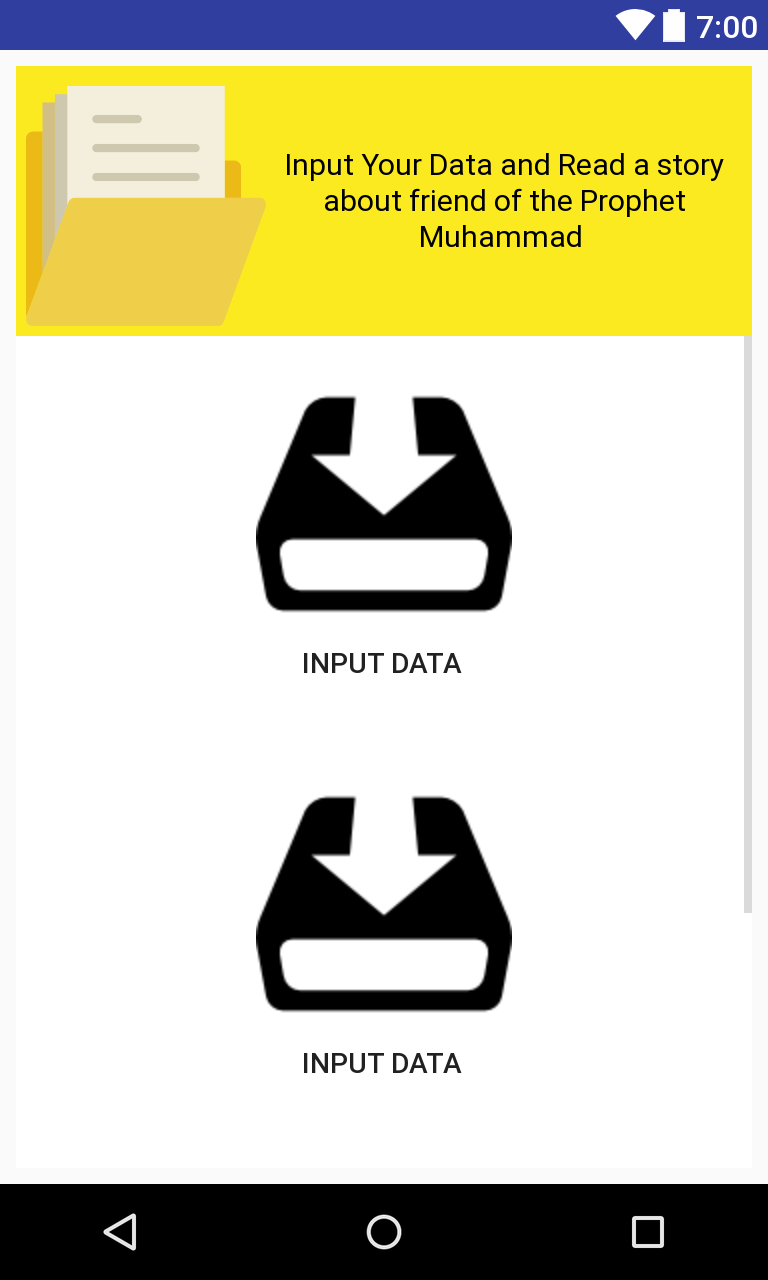 7:00
Input Your Data and Read a story
about friend of the Prophet
Muhammad
INPUT DATA
INPUT DATA